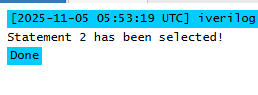 [2025-11-05 05:53:19 UTC] iverilog
Statement 2 has been selected!
Done